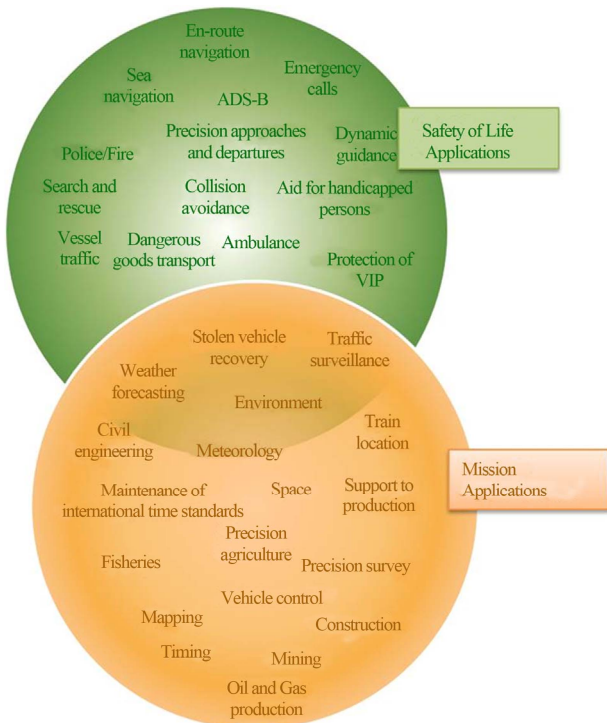 En-route
navigation
Emergency
calls
Sea
navigation
ADS-B
Precision approaches
and departures
Dynamic
guidance
Safety of Life
Applications
Police/Fire
Search and
rescue
Collision
avoidance
Aid for handicapped
persons
Vessel
traffic
Dangerous
goods transport
Ambulance
Protection of
VIP
Stolen vehicle
recovery
Traffic
surveillance
Weather
forecasting
Environment
Civil
engineering
Train
location
Meteorology
Mission
Applications
Maintenance of
international time standards
Space
Support to
production
Precision
agriculture
Fisheries
Precision survey
Vehicle control
Mapping
Construction
Timing
Mining
Oil and Gas
production